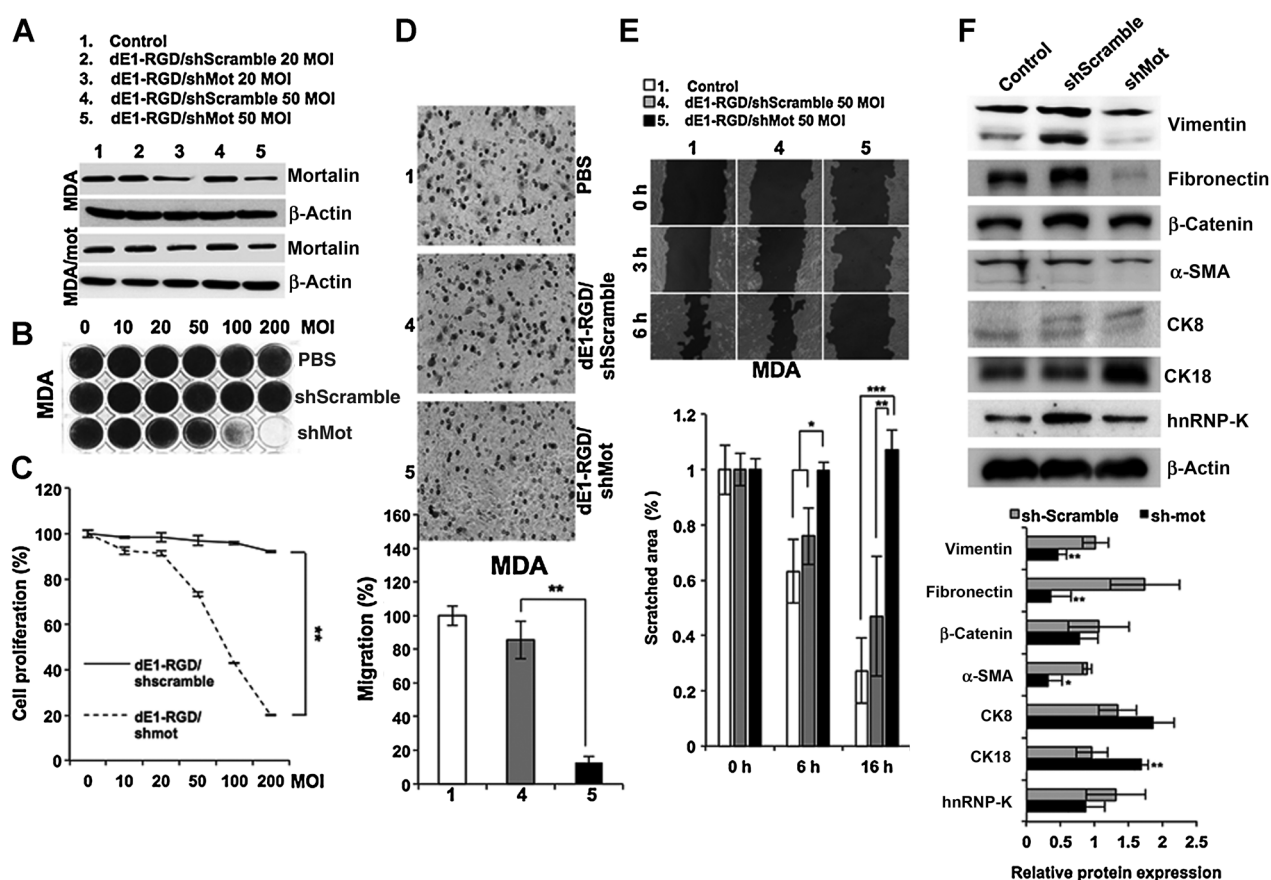 A
1. Control
2. dE1-RGD/shScramble 20 MOI
3. dE1-RGD/shMot 20 MOI
4. dE1-RGD/shScramble 50 MOI
5. dE1-RGD/shMot 50 MOI
1 2 3 4 5
MDA
Mortalin
β-Actin
MDA/mot
Mortalin
β-Actin
B
0 10 20 50 100 200 MOI
MDA
PBS
shScramble
shMot
C
Cell proliferation (%)
120
100
80
60
40
20
0
dE1-RGD/
shscramble
dE1-RGD/
shmot
**
0 10 20 50 100 200 MOI
D
1
PBS
4
dE1-RGD/
shScramble
5
dE1-RGD/
shMot
MDA
Migration (%)
160
140
120
100
80
60
40
20
0
**
1 4 5
E
1. Control
4. dE1-RGD/shScramble 50 MOI
5. dE1-RGD/shMot 50 MOI
1 4 5
0 h
3 h
6 h
MDA
Scratched area (%)
1.2
1
0.8
0.6
0.4
0.2
0
*
***
**
0 h 6 h 16 h
F
Control shScramble shMot
Vimentin
Fibronectin
β-Catenin
α-SMA
CK8
CK18
hnRNP-K
β-Actin
sh-Scramble sh-mot
Vimentin **
Fibronectin **
β-Catenin
α-SMA *
CK8
CK18 **
hnRNP-K
0 0.5 1 1.5 2 2.5
Relative protein expression